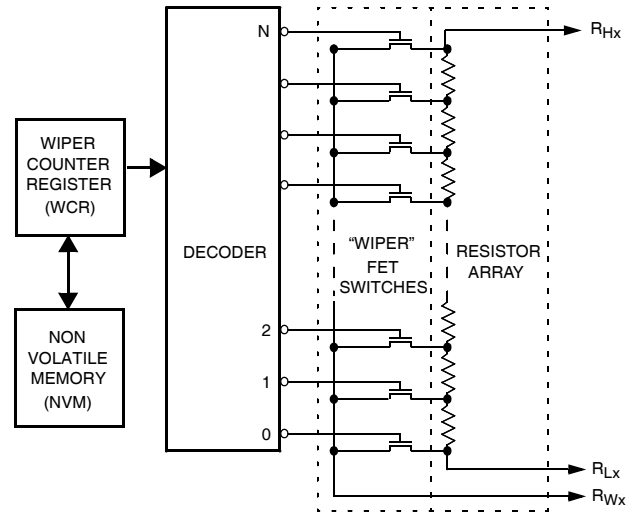 N
R_Hx
WIPER
COUNTER
REGISTER
(WCR)
DECODER
“WIPER”
FET
SWITCHES
RESISTOR
ARRAY
NON
VOLATILE
MEMORY
(NVM)
2
1
0
R_Lx
R_Wx